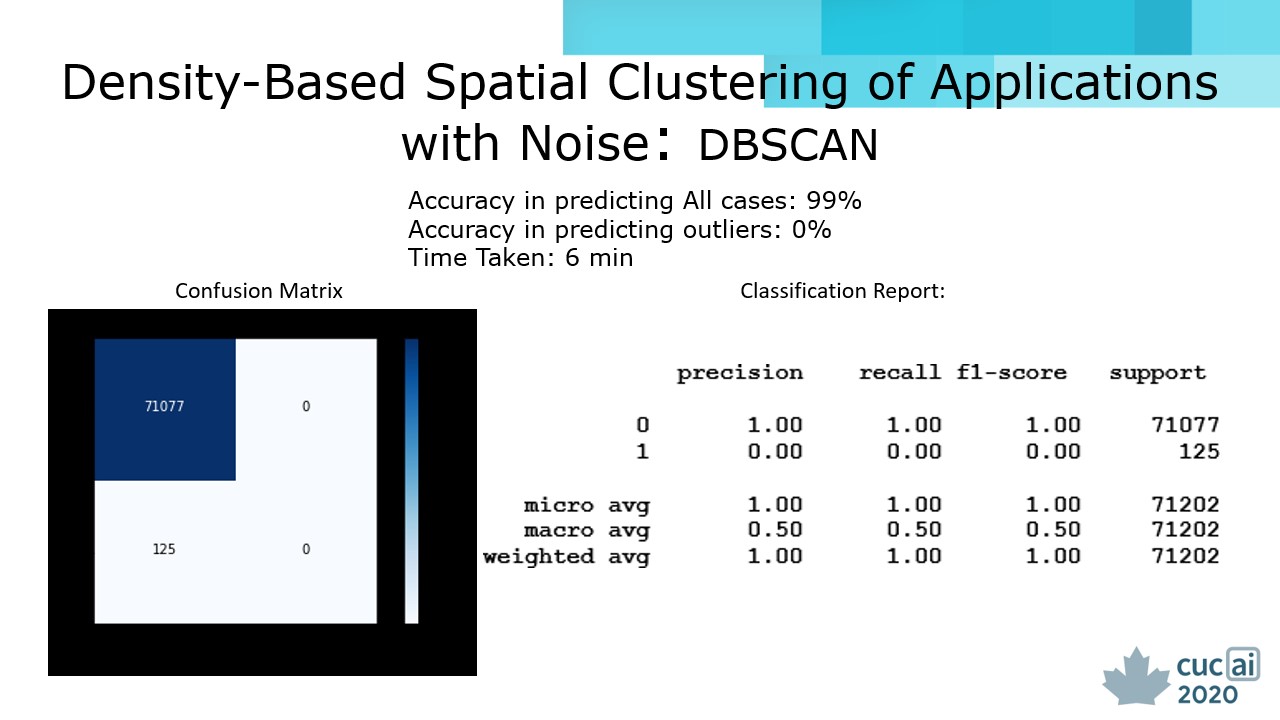 Density-Based Spatial Clustering of Applications
with Noise: DBSCAN
Accuracy in predicting All cases: 99%
Accuracy in predicting outliers: 0%
Time Taken: 6 min
Confusion Matrix
71077 0
125 0
Classification Report:
precision recall f1-score support
0 1.00 1.00 1.00 71077
1 0.00 0.00 0.00 125
micro avg 1.00 1.00 1.00 71202
macro avg 0.50 0.50 0.50 71202
weighted avg 1.00 1.00 1.00 71202
cuc ai
2020